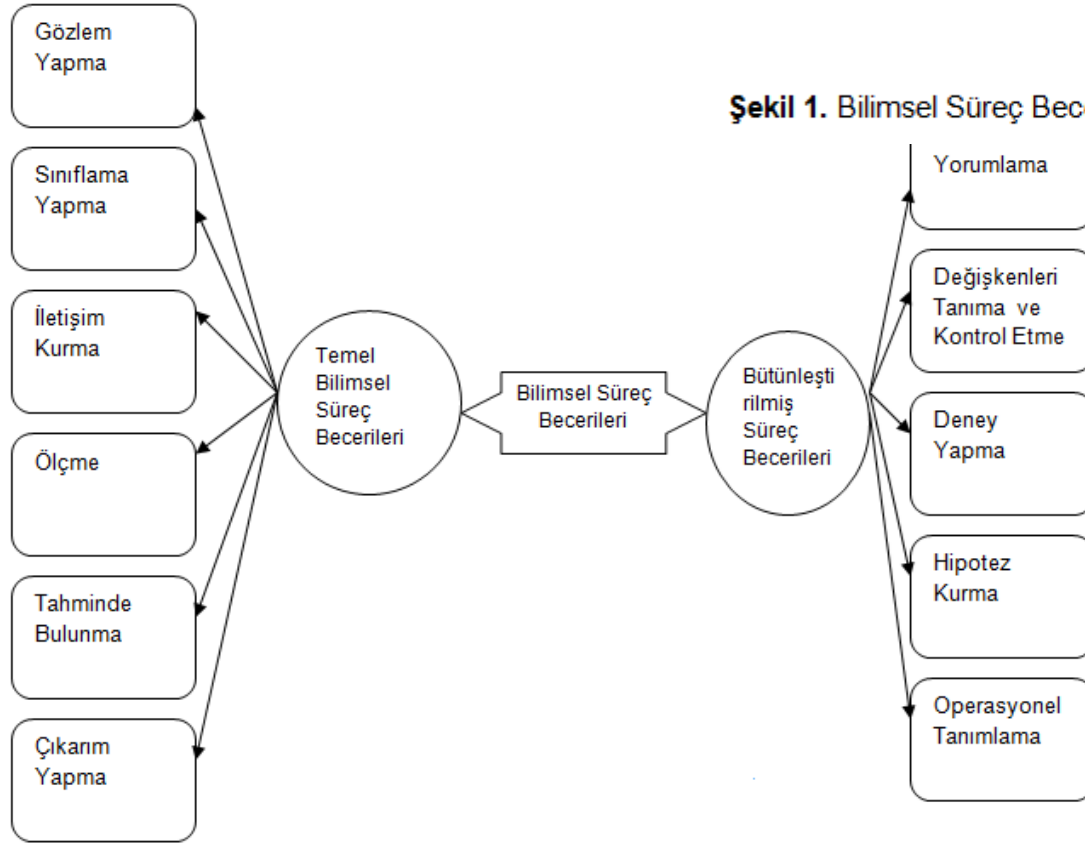 Gözlem
Yapma
Sınıflama
Yapma
İletişim
Kurma
Ölçme
Tahminde
Bulunma
Çıkarım
Yapma
Temel
Bilimsel
Süreç
Becerileri
Bilimsel Süreç
Becerileri
Bütünleşti
rilmiş
Süreç
Becerileri
Şekil 1. Bilimsel Süreç
Yorumlama
Değişkenleri
Tanıma ve
Kontrol Etme
Deney
Yapma
Hipotez
Kurma
Operasyonel
Tanımlama